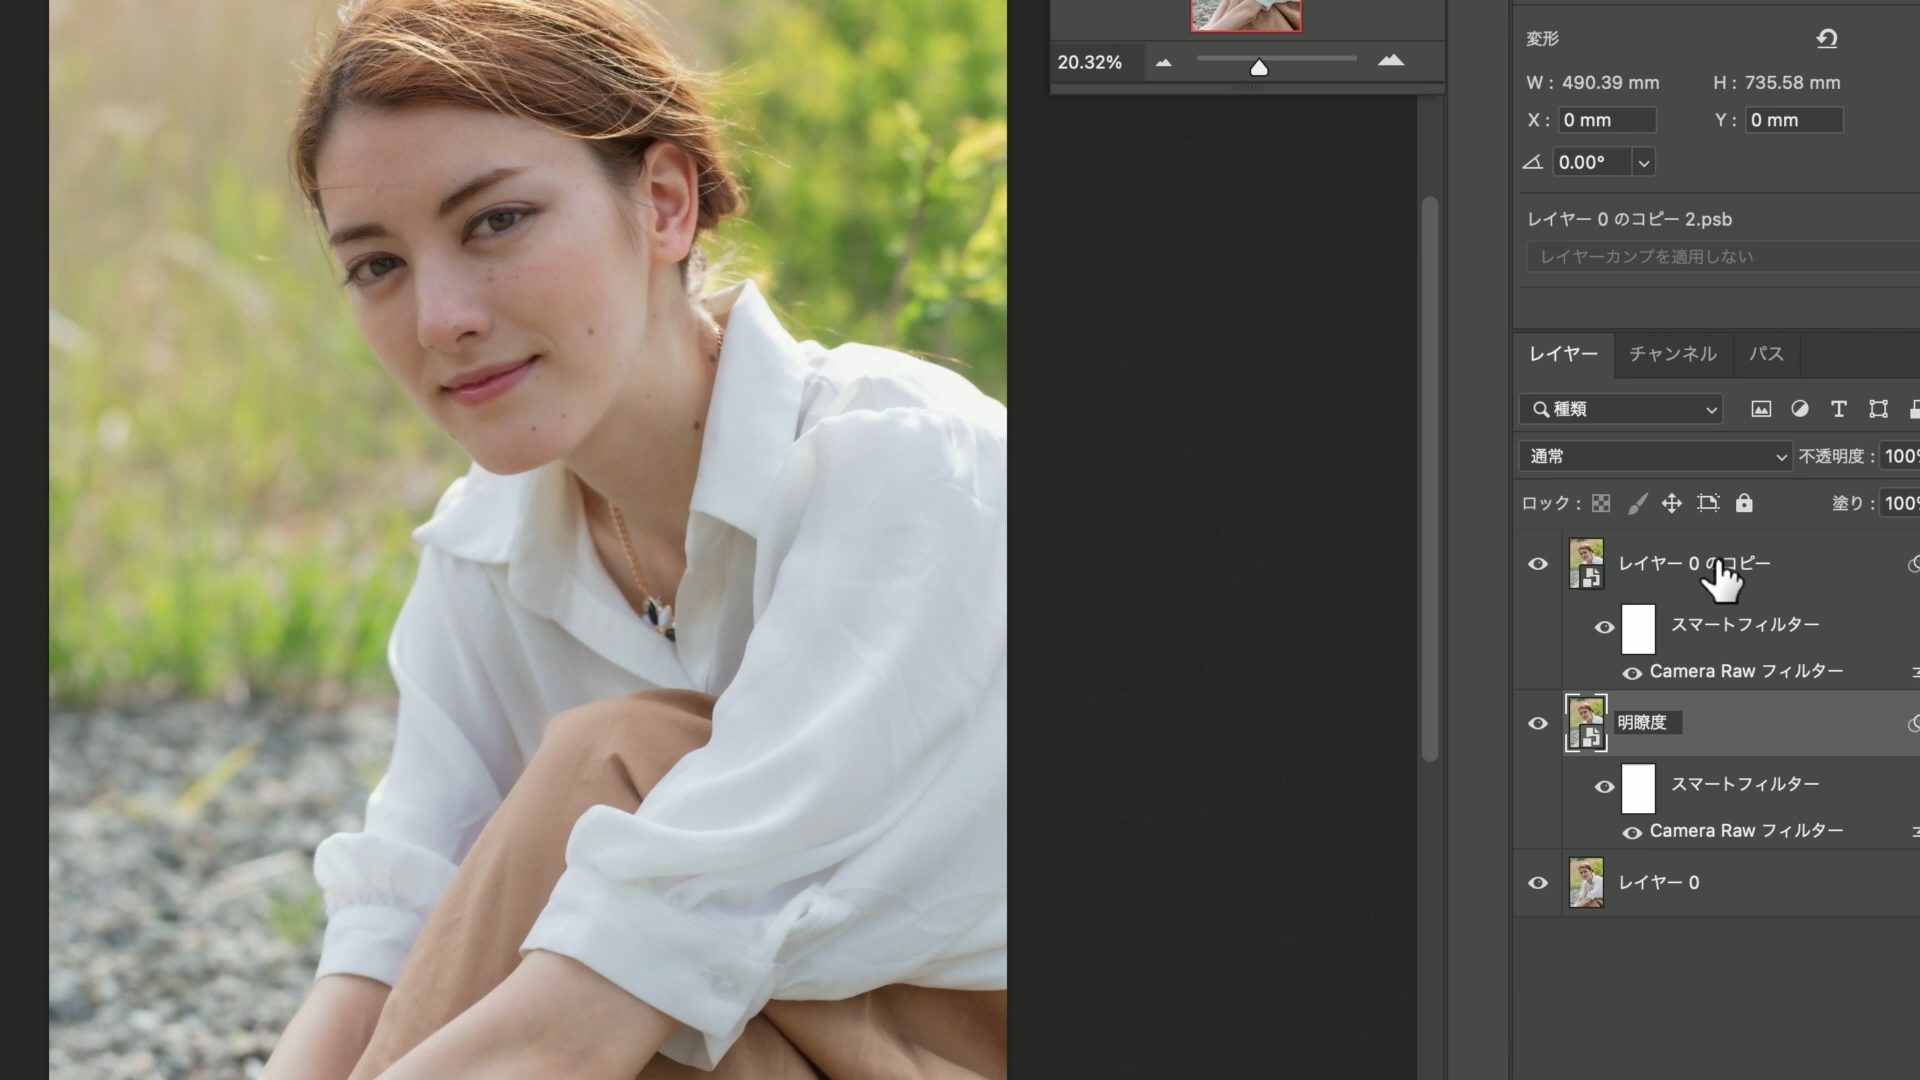 20.32%
変形
W : 490.39 mm H : 735.58 mm
X : 0 mm Y : 0 mm
0.00°
レイヤー 0 のコピー 2.psb
レイヤーカンプを適用しない
レイヤー チャンネル パス
種類
通常 不透明度 : 100%
ロック : 塗り : 100%
レイヤー 0 のコピー
スマートフィルター
Camera Raw フィルター
明瞭度
スマートフィルター
Camera Raw フィルター
レイヤー 0